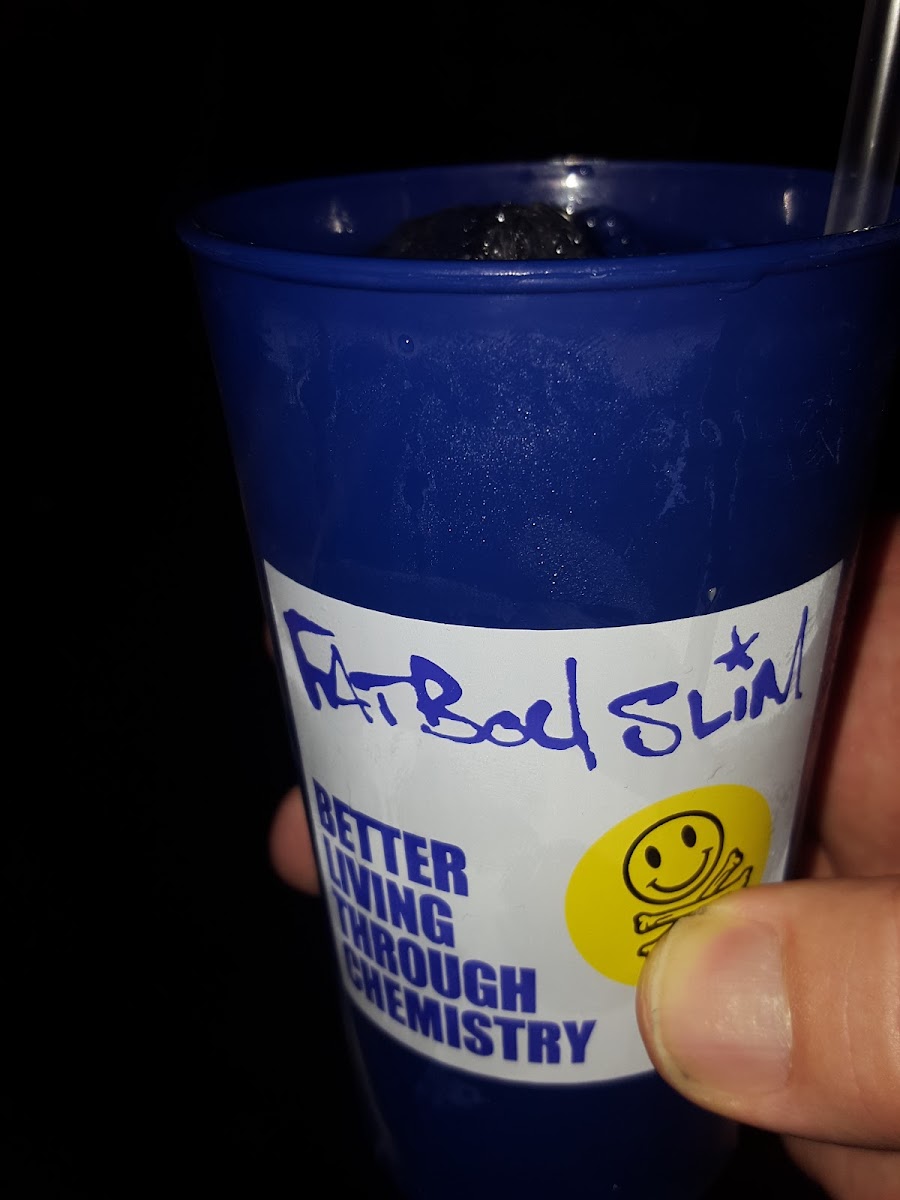 FATBOY SLIM
BETTER
LIVING
THROUGH
CHEMISTRY